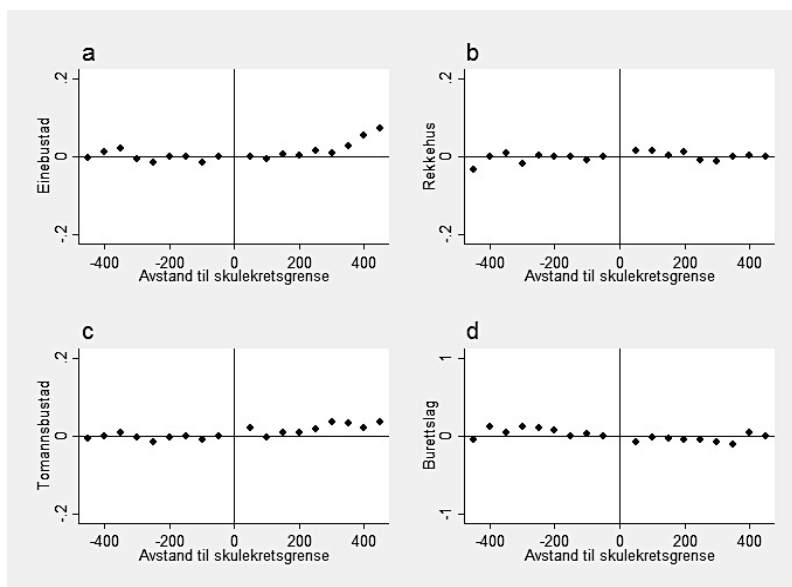 a
.2
0
-.2
Einebustad
-400 -200 0 200 400
Avstand til skulekretsgrense
b
.2
0
-.2
Rekkehus
-400 -200 0 200 400
Avstand til skulekretsgrense
c
.2
0
-.2
Tomannsbustad
-400 -200 0 200 400
Avstand til skulekretsgrense
d
1
0
-1
Burettslag
-400 -200 0 200 400
Avstand til skulekretsgrense